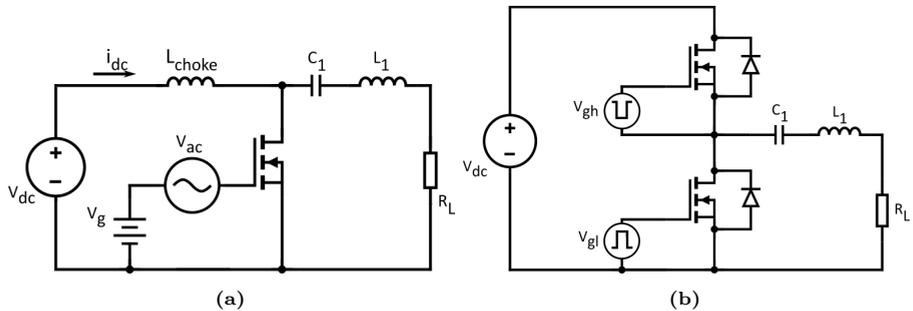 i_dc
L_choke
C_1
L_1
V_ac
V_dc
V_g
R_L
(a)
V_gh
C_1
L_1
V_dc
V_gl
R_L
(b)